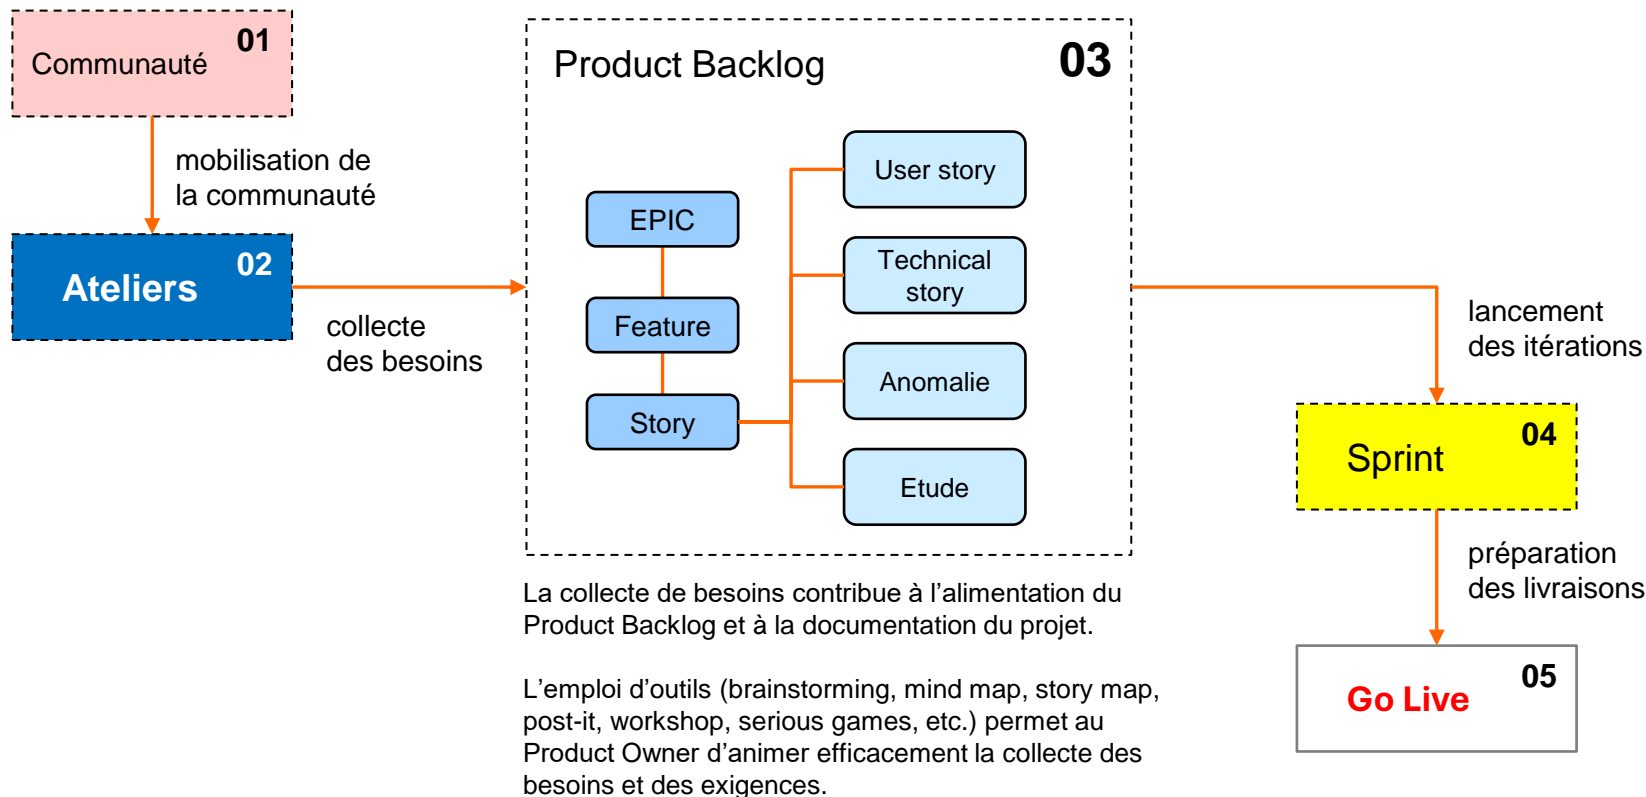 Communauté
01
mobilisation de
la communauté
Ateliers
02
collecte
des besoins
Product Backlog
03
EPIC
Feature
Story
User story
Technical
story
Anomalie
Etude
La collecte de besoins contribue à l’alimentation du
Product Backlog et à la documentation du projet.
L’emploi d’outils (brainstorming, mind map, story map,
post-it, workshop, serious games, etc.) permet au
Product Owner d’animer efficacement la collecte des
besoins et des exigences.
lancement
des itérations
Sprint
04
préparation
des livraisons
Go Live
05